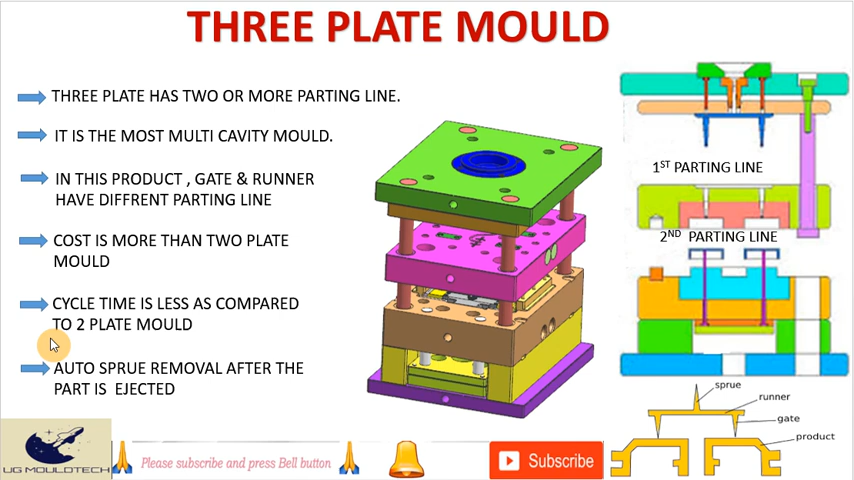 THREE PLATE MOULD
THREE PLATE HAS TWO OR MORE PARTING LINE.
IT IS THE MOST MULTI CAVITY MOULD.
IN THIS PRODUCT , GATE & RUNNER
HAVE DIFFRENT PARTING LINE
COST IS MORE THAN TWO PLATE
MOULD
CYCLE TIME IS LESS AS COMPARED
TO 2 PLATE MOULD
AUTO SPRUE REMOVAL AFTER THE
PART IS EJECTED
1ST PARTING LINE
2ND PARTING LINE
sprue
runner
gate
product
UG MOULDTECH
Please subscribe and press Bell button
Subscribe